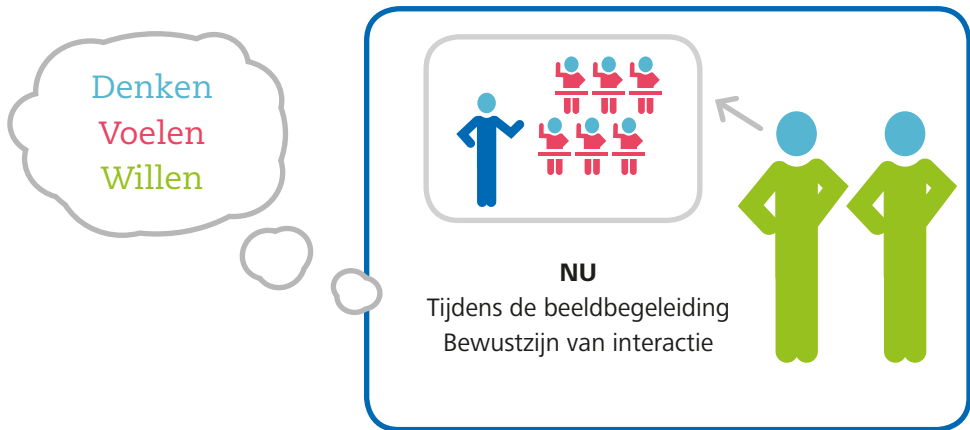 Denken
Voelen
Willen
NU
Tijdens de beeldbegeleiding
Bewustzijn van interactie